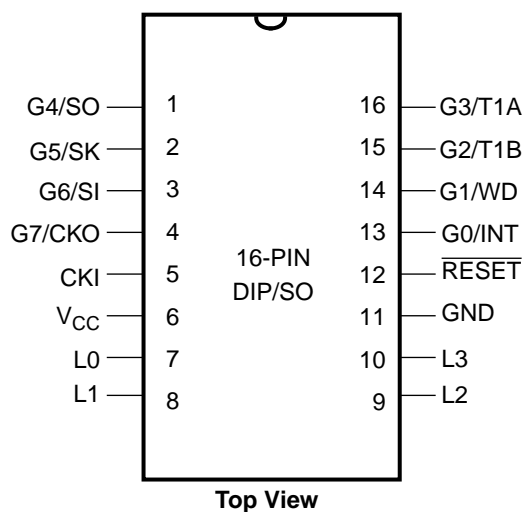 G4/SO 1 16 G3/T1A
G5/SK 2 15 G2/T1B
G6/SI 3 14 G1/WD
G7/CKO 4 13 G0/INT
16-PIN
CKI 5 12 RESET
DIP/SO
VCC 6 11 GND
L0 7 10 L3
L1 8 9 L2
Top View